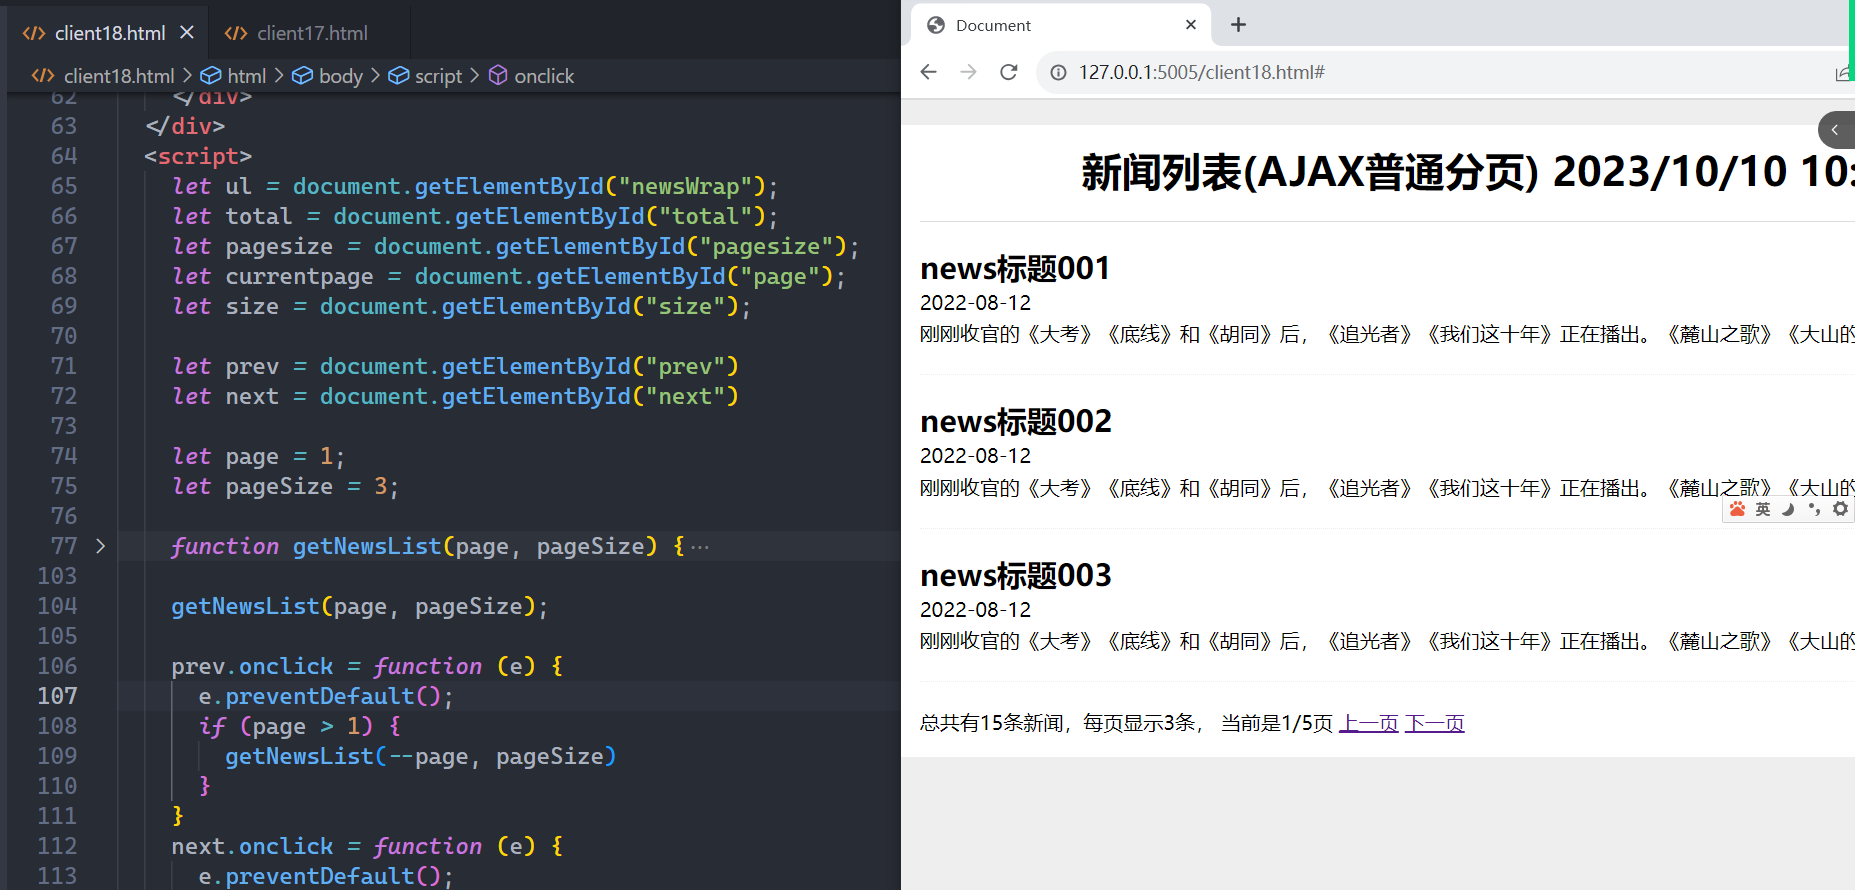 client18.html
client17.html
client18.html > html > body > script > onclick
62 </div>
63 </div>
64 <script>
65 let ul = document.getElementById("newsWrap");
66 let total = document.getElementById("total");
67 let pagesize = document.getElementById("pagesize");
68 let currentpage = document.getElementById("page");
69 let size = document.getElementById("size");
70
71 let prev = document.getElementById("prev")
72 let next = document.getElementById("next")
73
74 let page = 1;
75 let pageSize = 3;
76
77 function getNewsList(page, pageSize) {···
103
104 getNewsList(page, pageSize);
105
106 prev.onclick = function (e) {
107 e.preventDefault();
108 if (page > 1) {
109 getNewsList(--page, pageSize)
110 }
111 }
112 next.onclick = function (e) {
113 e.preventDefault();
Document
127.0.0.1:5005/client18.html#
新闻列表(AJAX普通分页) 2023/10/10 10:
news标题001
2022-08-12
刚刚收官的《大考》《底线》和《胡同》后，《追光者》《我们这十年》正在播出。《麓山之歌》《大山的
news标题002
2022-08-12
刚刚收官的《大考》《底线》和《胡同》后，《追光者》《我们这十年》正在播出。《麓山之歌》《大山的
英
news标题003
2022-08-12
刚刚收官的《大考》《底线》和《胡同》后，《追光者》《我们这十年》正在播出。《麓山之歌》《大山的
总共有15条新闻，每页显示3条， 当前是1/5页 上一页 下一页